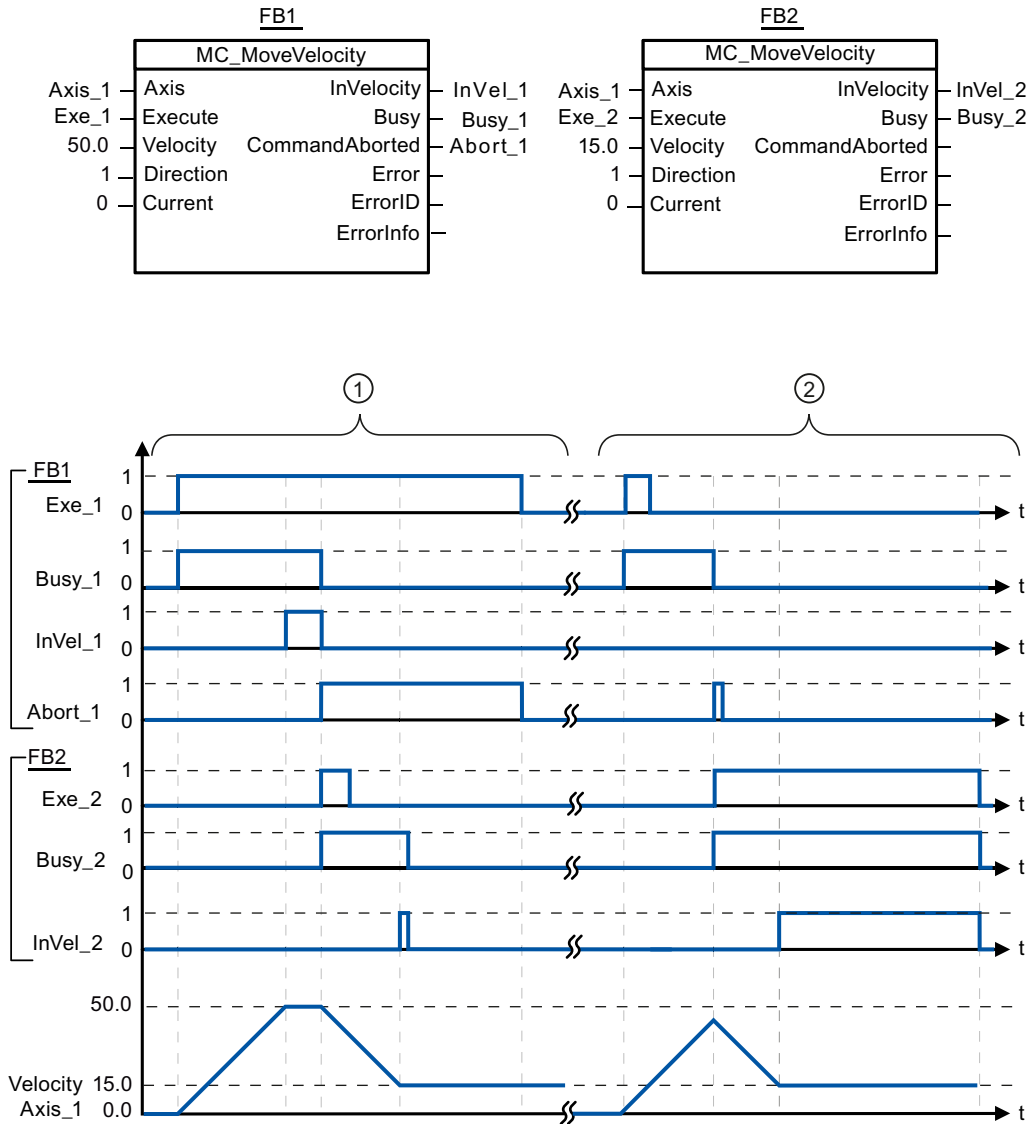 FB1
MC_MoveVelocity
Axis_1 Axis InVelocity InVel_1
Exe_1 Execute Busy Busy_1
50.0 Velocity CommandAborted Abort_1
1 Direction Error
0 Current ErrorID
ErrorInfo
FB2
MC_MoveVelocity
Axis_1 Axis InVelocity InVel_2
Exe_2 Execute Busy Busy_2
15.0 Velocity CommandAborted
1 Direction Error
0 Current ErrorID
ErrorInfo
1 2
FB1
1
Exe_1 0 t
1
Busy_1 0 t
1
InVel_1 0 t
1
Abort_1 0 t
FB2
1
Exe_2 0 t
1
Busy_2 0 t
1
InVel_2 0 t
50.0
Velocity 15.0
Axis_1 0.0 t